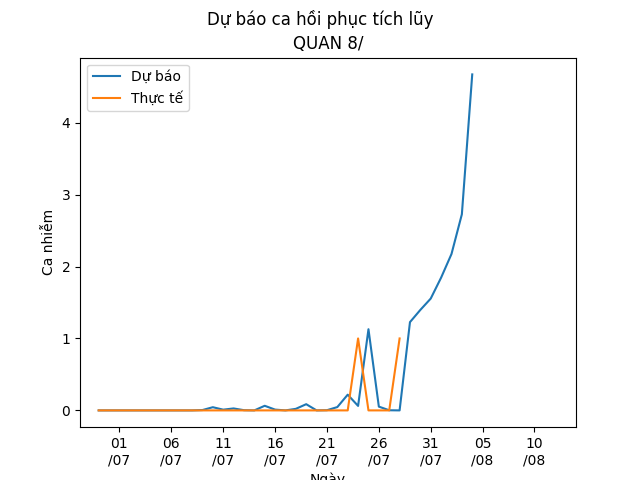 Dự báo ca hồi phục tích lũy
QUAN 8/
Dự báo
Thực tế
Ca nhiễm
4
3
2
1
0
01 06 11 16 21 26 31 05 10
/07 /07 /07 /07 /07 /07 /07 /08 /08
Ngày